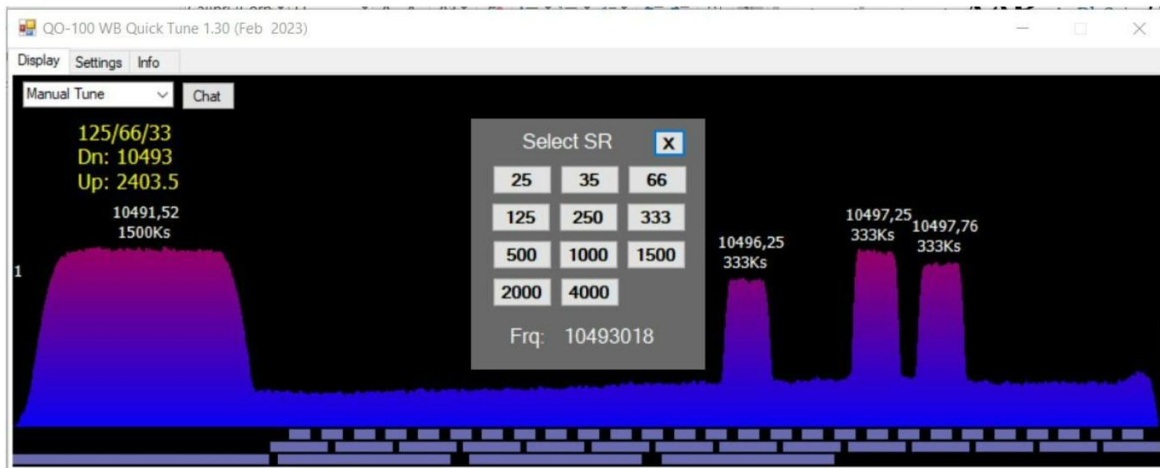 QO-100 WB Quick Tune 1.30 (Feb 2023)
Display Settings Info
Manual Tune Chat
125/66/33
Dn: 10493
Up: 2403.5
10491,52
1500Ks
1
Select SR X
25 35 66
125 250 333
500 1000 1500
2000 4000
Frq: 10493018
10496,25
333Ks
10497,25
333Ks
10497,76
333Ks